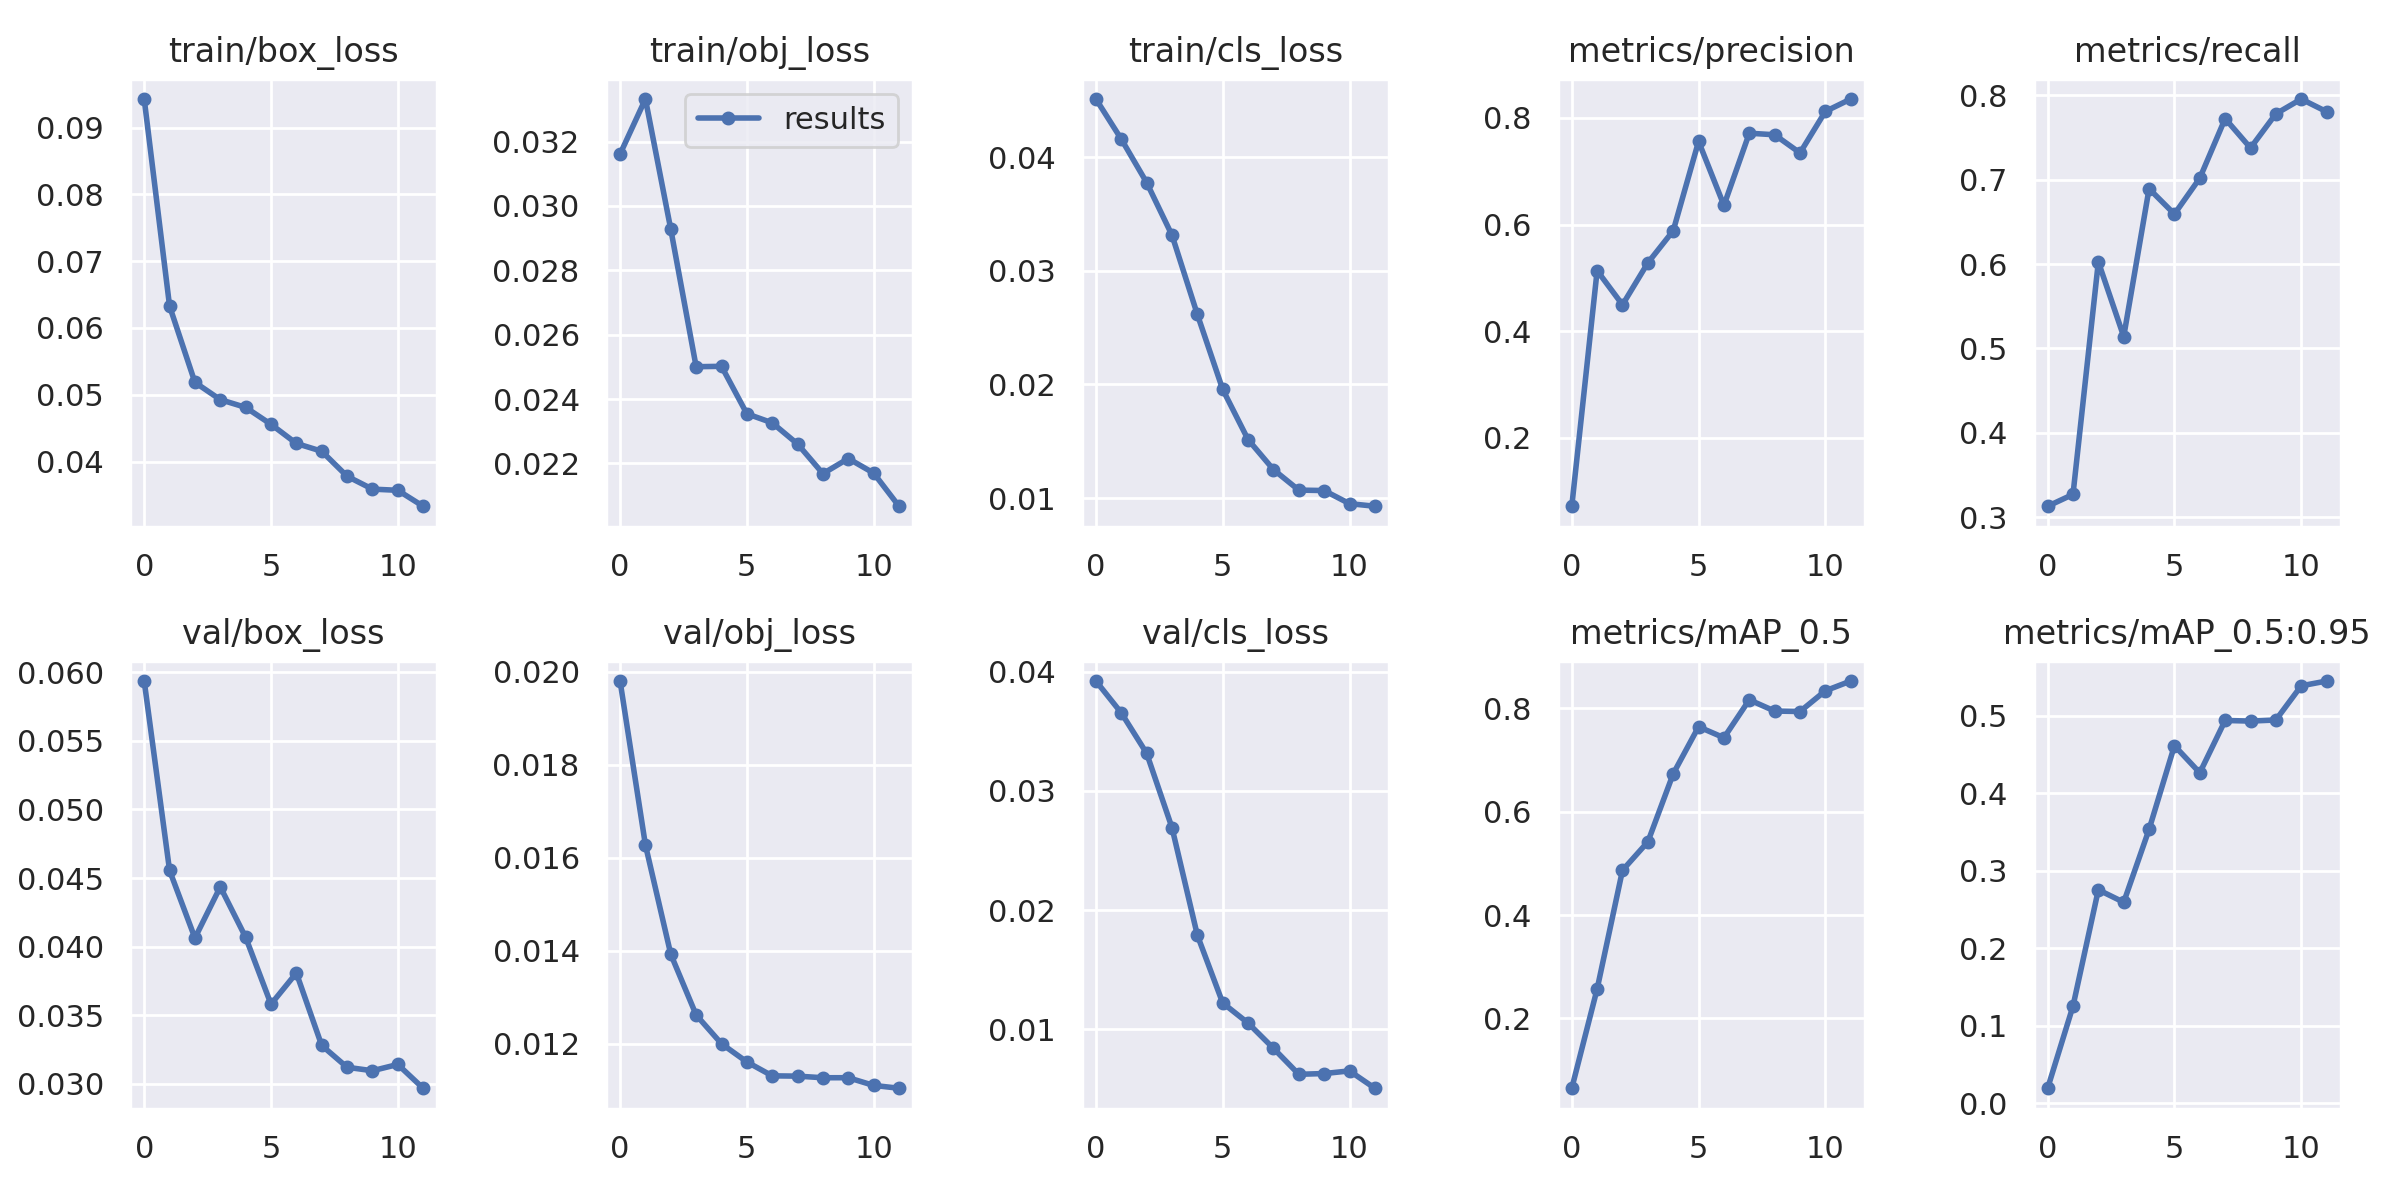 train/box_loss
0.09
0.08
0.07
0.06
0.05
0.04
0 5 10
train/obj_loss
results
0.032
0.030
0.028
0.026
0.024
0.022
0 5 10
train/cls_loss
0.04
0.03
0.02
0.01
0 5 10
metrics/precision
0.8
0.6
0.4
0.2
0 5 10
metrics/recall
0.8
0.7
0.6
0.5
0.4
0.3
0 5 10
val/box_loss
0.060
0.055
0.050
0.045
0.040
0.035
0.030
0 5 10
val/obj_loss
0.020
0.018
0.016
0.014
0.012
0 5 10
val/cls_loss
0.04
0.03
0.02
0.01
0 5 10
metrics/mAP_0.5
0.8
0.6
0.4
0.2
0 5 10
metrics/mAP_0.5:0.95
0.5
0.4
0.3
0.2
0.1
0.0
0 5 10